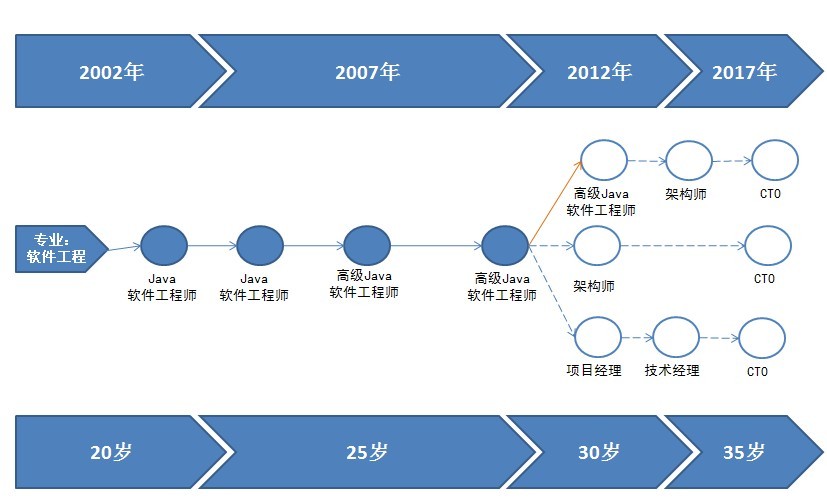 2002年
2007年
2012年
2017年
高级Java
软件工程师
架构师
CTO
专业:
软件工程
Java
软件工程师
Java
软件工程师
高级Java
软件工程师
高级Java
软件工程师
架构师
CTO
项目经理
技术经理
CTO
20岁
25岁
30岁
35岁